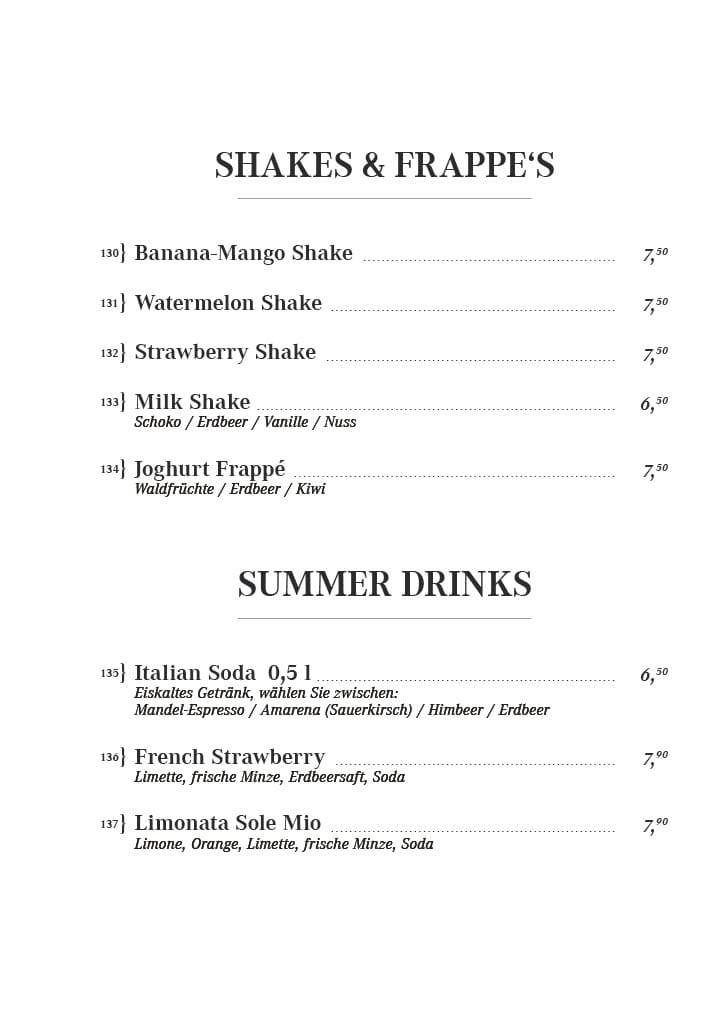 SHAKES & FRAPPE‘S
130} Banana-Mango Shake ........................................ 7,50
131} Watermelon Shake ........................................ 7,50
132} Strawberry Shake ........................................ 7,50
133} Milk Shake ........................................ 6,50
Schoko / Erdbeer / Vanille / Nuss
134} Joghurt Frappé ........................................ 7,50
Waldfrüchte / Erdbeer / Kiwi
SUMMER DRINKS
135} Italian Soda 0,5 l ........................................ 6,50
Eiskaltes Getränk, wählen Sie zwischen:
Mandel-Espresso / Amarena (Sauerkirsch) / Himbeer / Erdbeer
136} French Strawberry ........................................ 7,90
Limette, frische Minze, Erdbeersaft, Soda
137} Limonata Sole Mio ........................................ 7,90
Limone, Orange, Limette, frische Minze, Soda